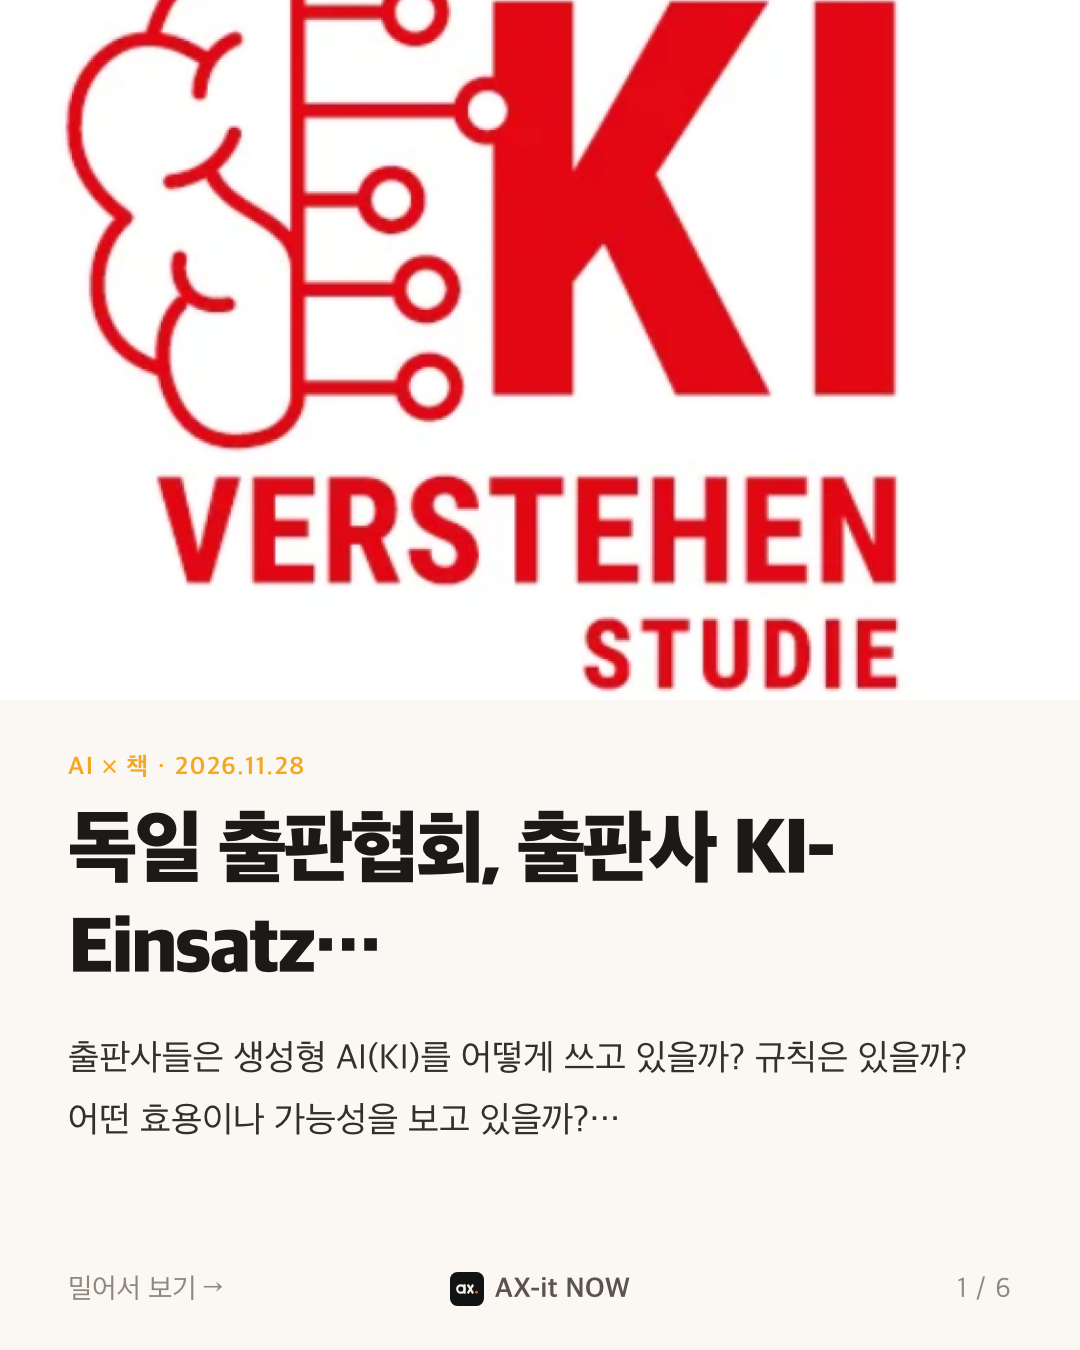 KI
VERSTEHEN
STUDIE
AI × 책 · 2026.11.28
독일 출판협회, 출판사 KI-
Einsatz…
출판사들은 생성형 AI(KI)를 어떻게 쓰고 있을까? 규칙은 있을까?
어떤 효용이나 가능성을 보고 있을까?…
밀어서 보기 → ax. AX-it NOW 1 / 6